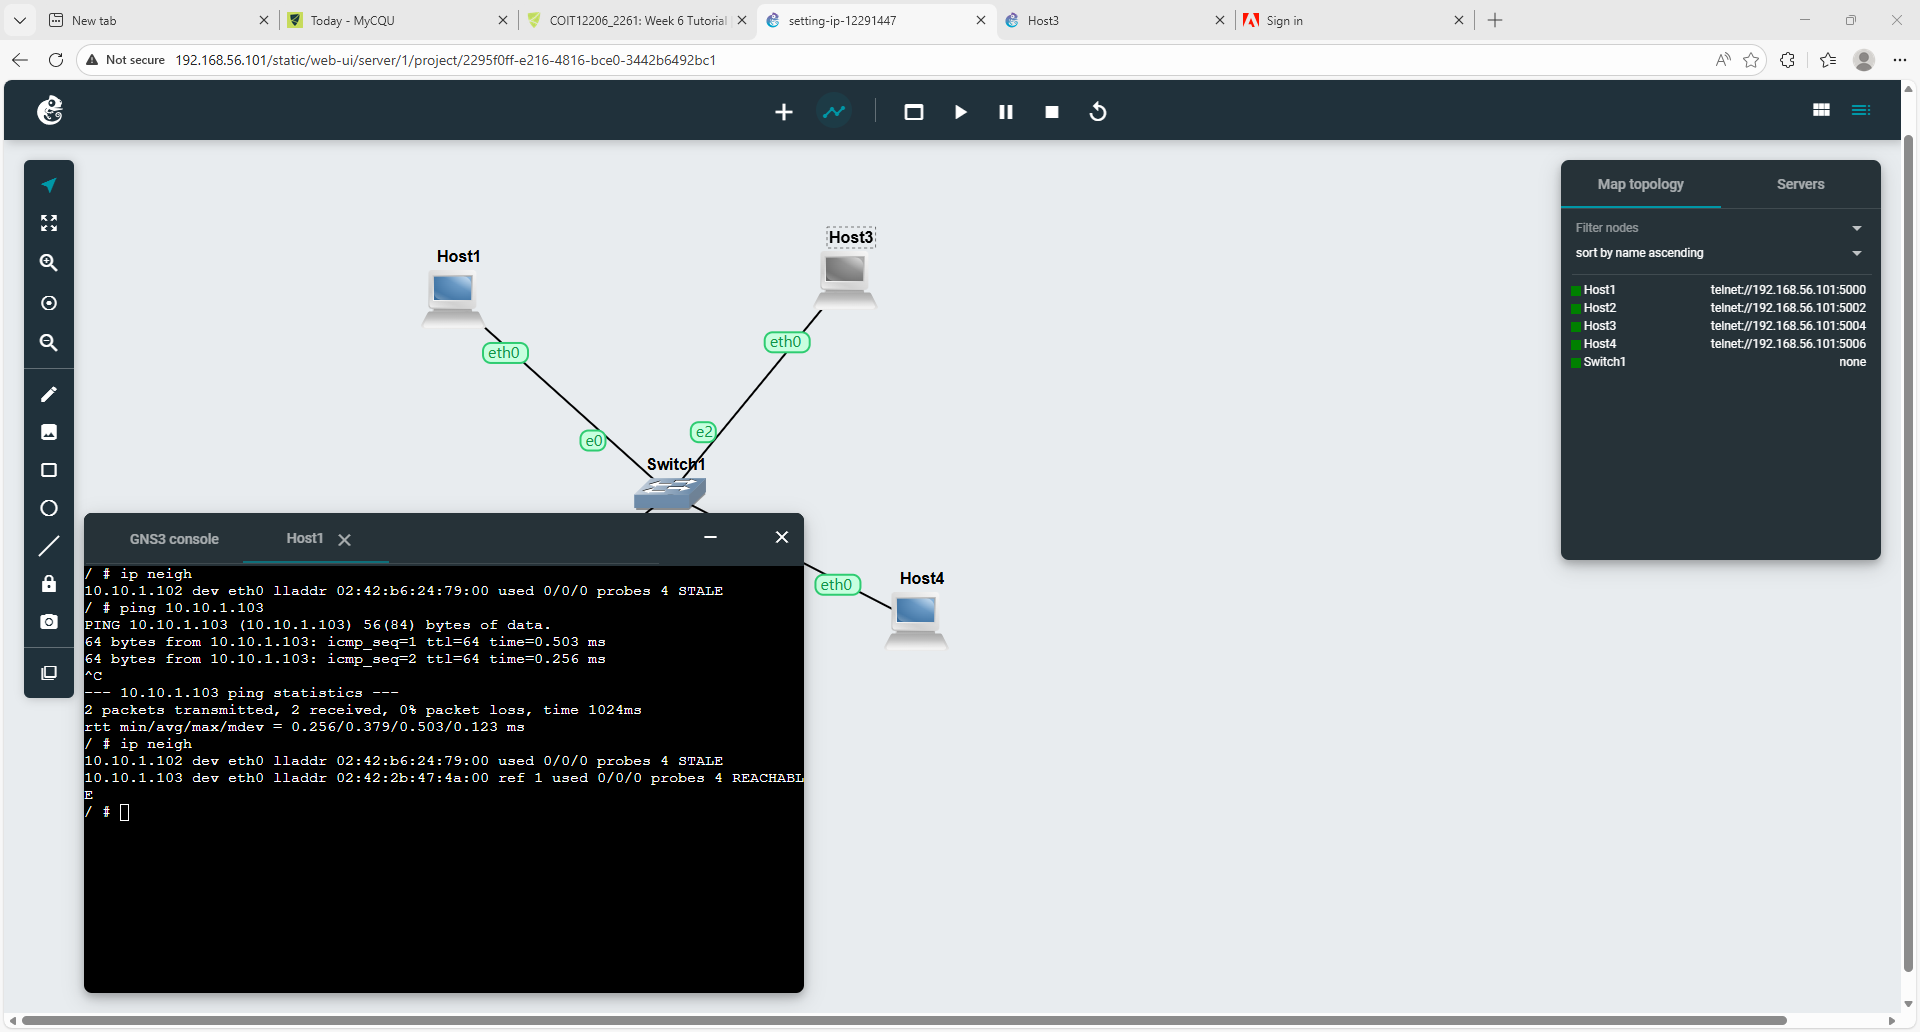 New tab
Today - MyCQU
COIT12206_2261: Week 6 Tutorial
setting-ip-12291447
Host3
Sign in
Not secure
192.168.56.101/static/web-ui/server/1/project/2295f0ff-e216-4816-bce0-3442b6492bc1
Map topology
Servers
Filter nodes
sort by name ascending
Host1 telnet://192.168.56.101:5000
Host2 telnet://192.168.56.101:5002
Host3 telnet://192.168.56.101:5004
Host4 telnet://192.168.56.101:5006
Switch1 none
Host3
Host1
eth0
eth0
e2
e0
Switch1
eth0
Host4
GNS3 console
Host1
/ # ip neigh
10.10.1.102 dev eth0 lladdr 02:42:b6:24:79:00 used 0/0/0 probes 4 STALE
/ # ping 10.10.1.103
PING 10.10.1.103 (10.10.1.103) 56(84) bytes of data.
64 bytes from 10.10.1.103: icmp_seq=1 ttl=64 time=0.503 ms
64 bytes from 10.10.1.103: icmp_seq=2 ttl=64 time=0.256 ms
^C
--- 10.10.1.103 ping statistics ---
2 packets transmitted, 2 received, 0% packet loss, time 1024ms
rtt min/avg/max/mdev = 0.256/0.379/0.503/0.123 ms
/ # ip neigh
10.10.1.102 dev eth0 lladdr 02:42:b6:24:79:00 used 0/0/0 probes 4 STALE
10.10.1.103 dev eth0 lladdr 02:42:2b:47:4a:00 ref 1 used 0/0/0 probes 4 REACHABL
E
/ #